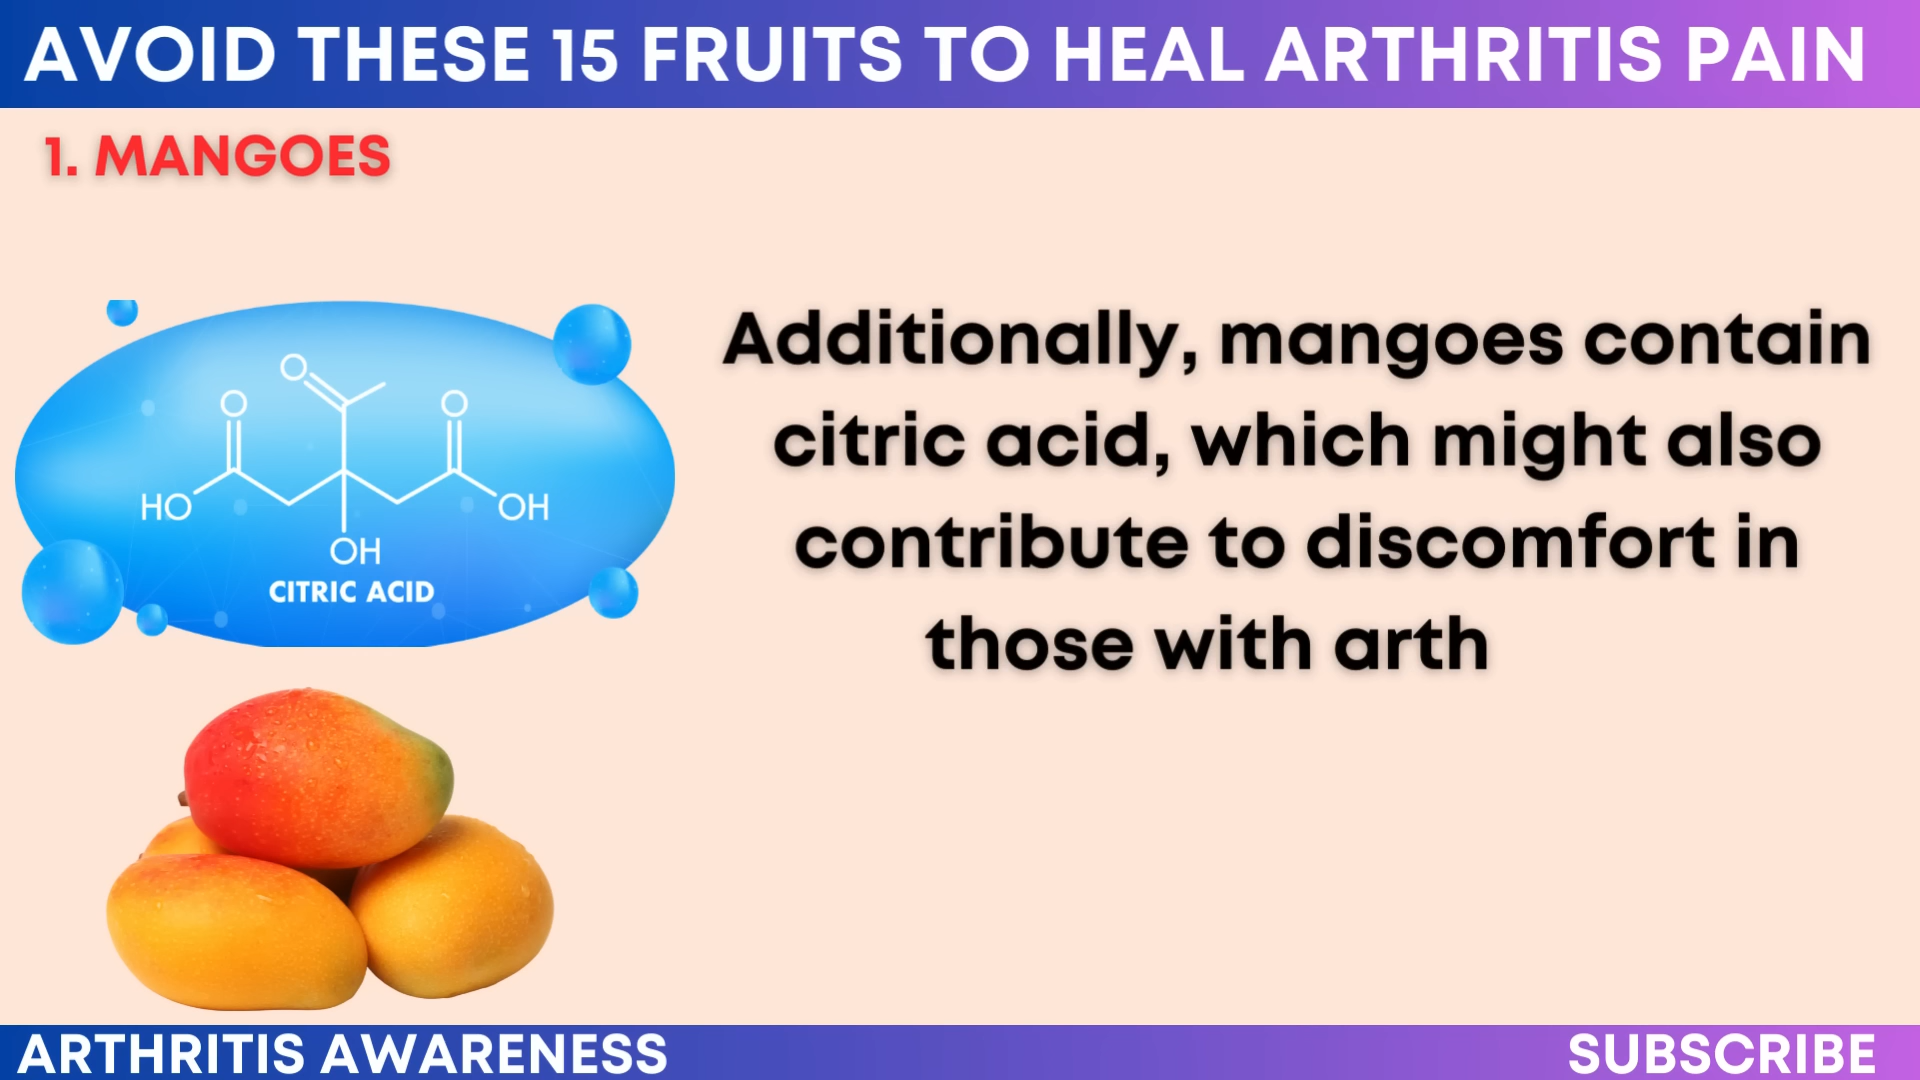 AVOID THESE 15 FRUITS TO HEAL ARTHRITIS PAIN
1. MANGOES
O
O
O
HO
OH
OH
CITRIC ACID
Additionally, mangoes contain
citric acid, which might also
contribute to discomfort in
those with arth
ARTHRITIS AWARENESS
SUBSCRIBE